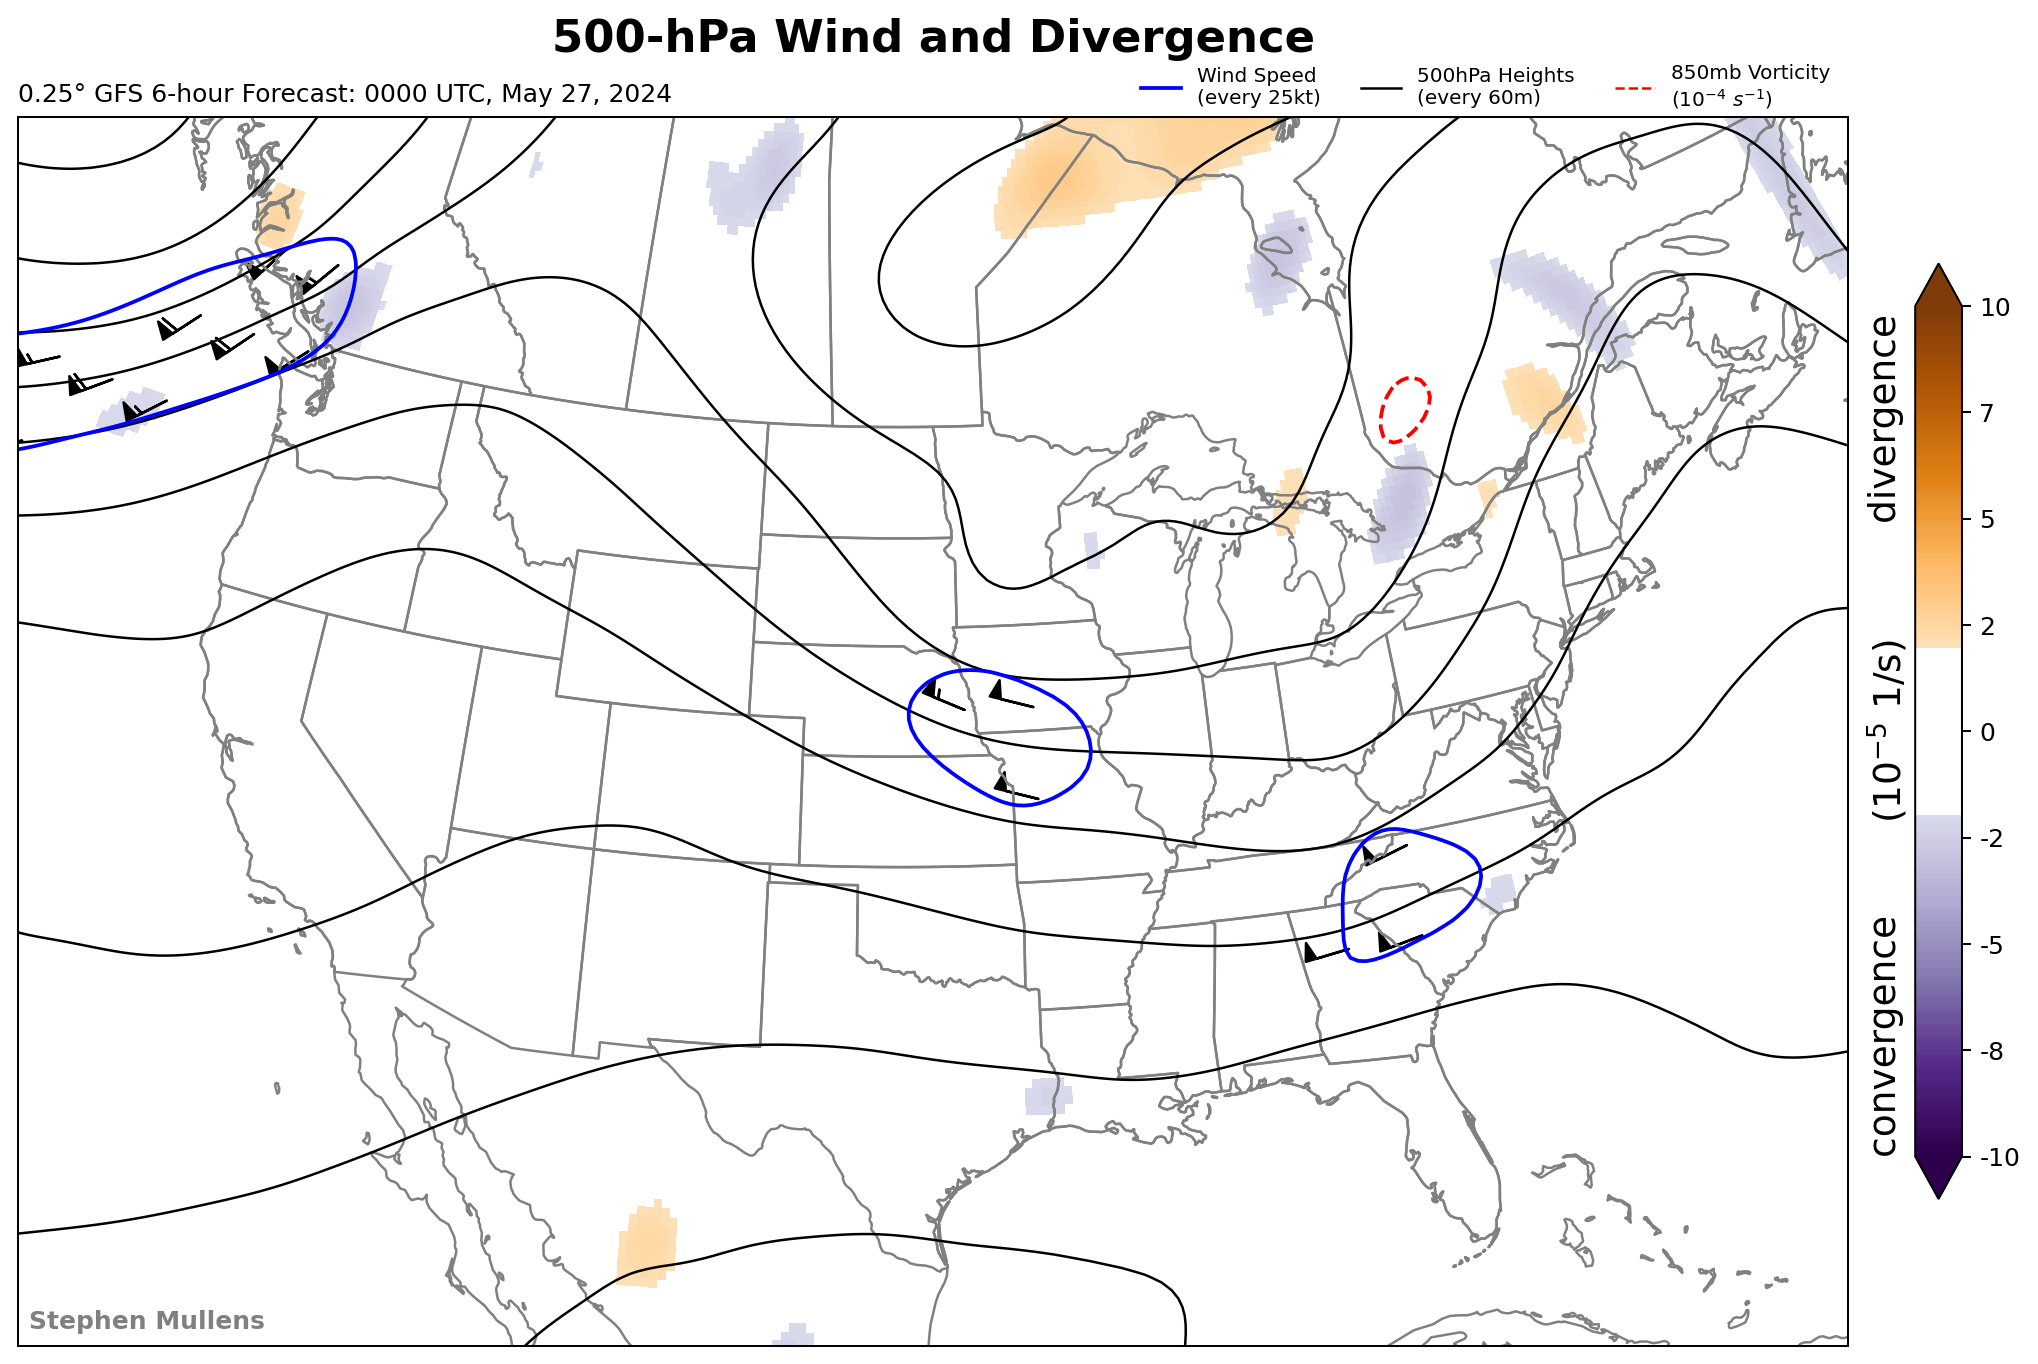 500-hPa Wind and Divergence
0.25° GFS 6-hour Forecast: 0000 UTC, May 27, 2024
Wind Speed
(every 25kt)
500hPa Heights
(every 60m)
850mb Vorticity
(10⁻⁴ s⁻¹)
10
7
5
2
0
-2
-5
-8
-10
convergence (10⁻⁵ 1/s) divergence
Stephen Mullens